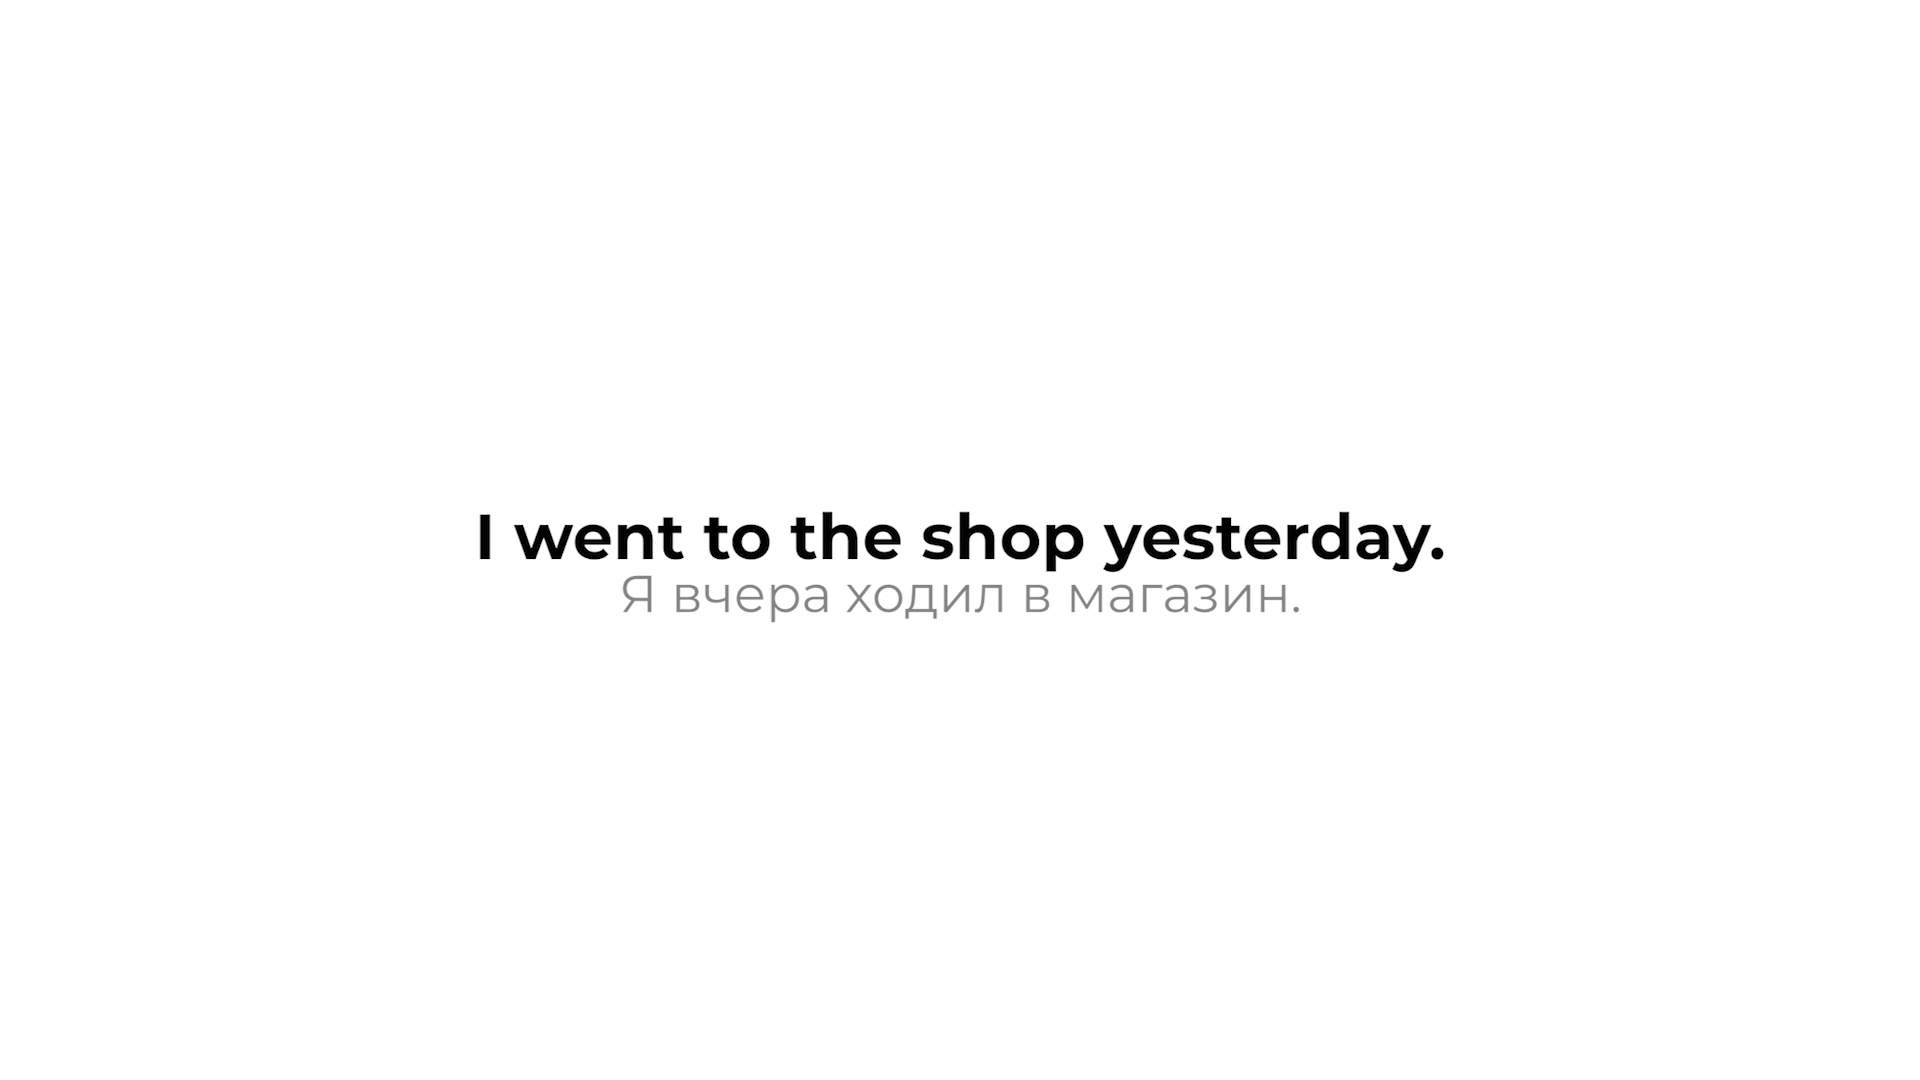 I went to the shop yesterday.
Я вчера ходил в магазин.